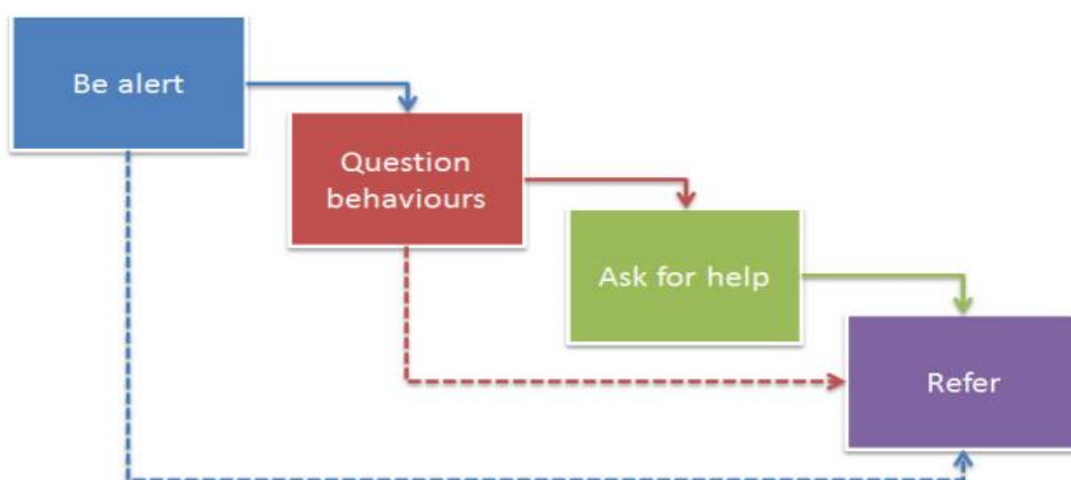 Be alert
Question
behaviours
Ask for help
Refer